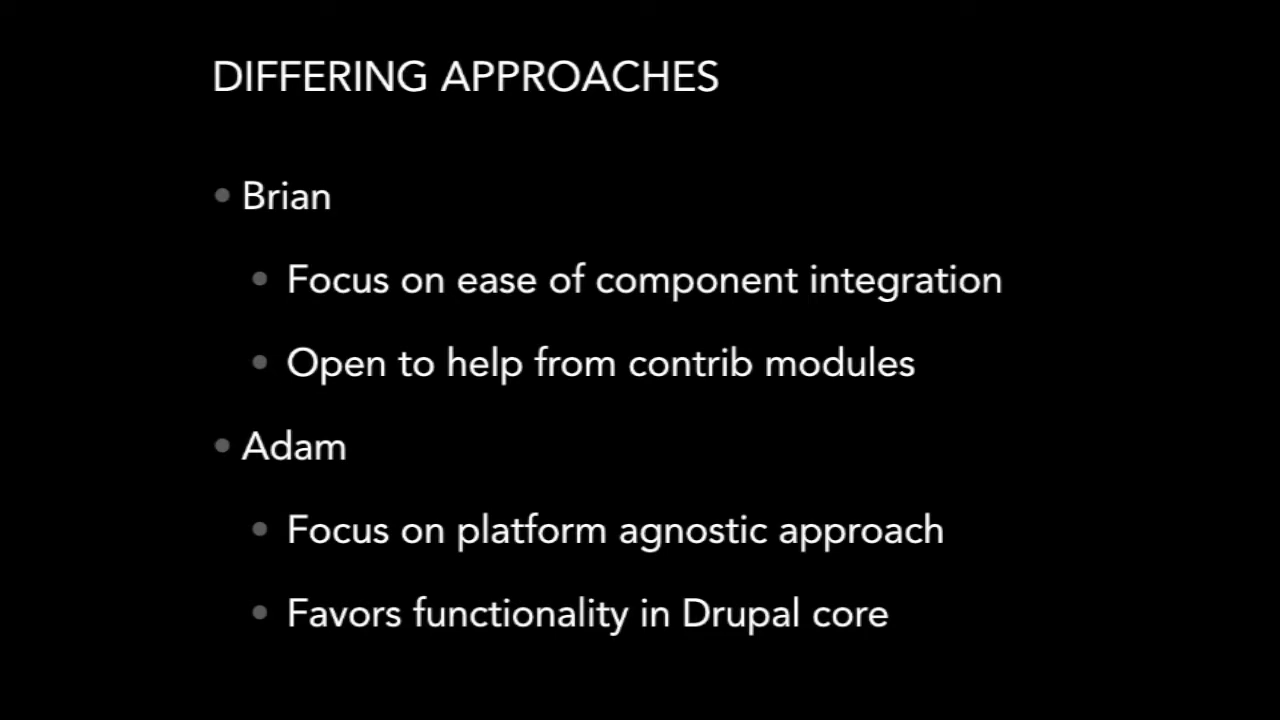 DIFFERING APPROACHES
• Brian
• Focus on ease of component integration
• Open to help from contrib modules
• Adam
• Focus on platform agnostic approach
• Favors functionality in Drupal core